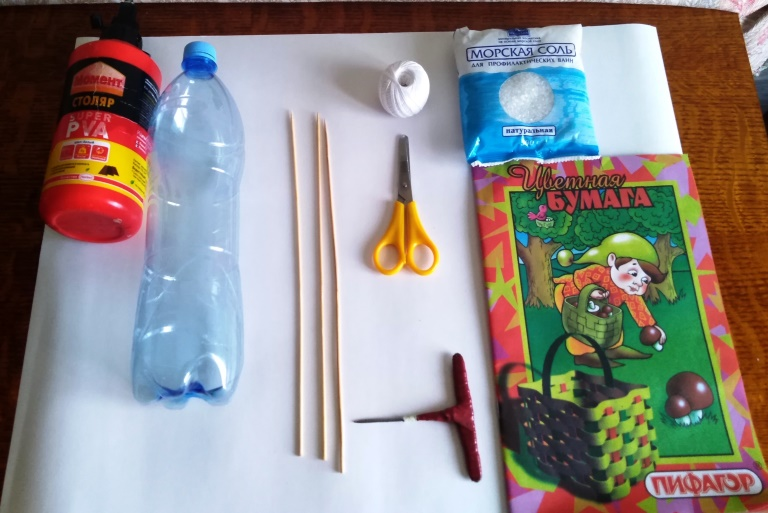 Момент
СТОЛЯР
SUPER
PVA
МОРСКАЯ СОЛЬ
ДЛЯ ПРОФИЛАКТИЧЕСКИХ ВАНН
натуральная
Цветная
БУМАГА
ПИФАГОР